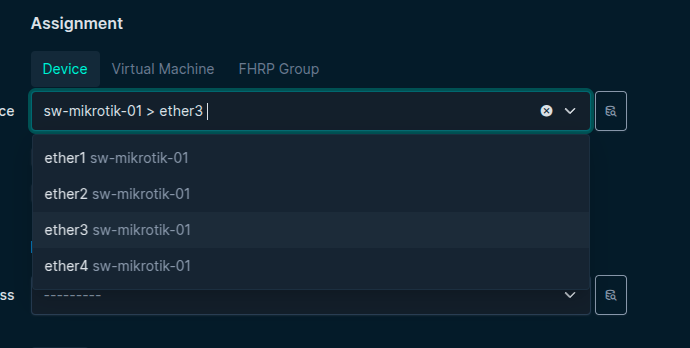 Assignment
Device Virtual Machine FHRP Group
ce sw-mikrotik-01 > ether3
ether1 sw-mikrotik-01
ether2 sw-mikrotik-01
ether3 sw-mikrotik-01
ether4 sw-mikrotik-01
ss ---------